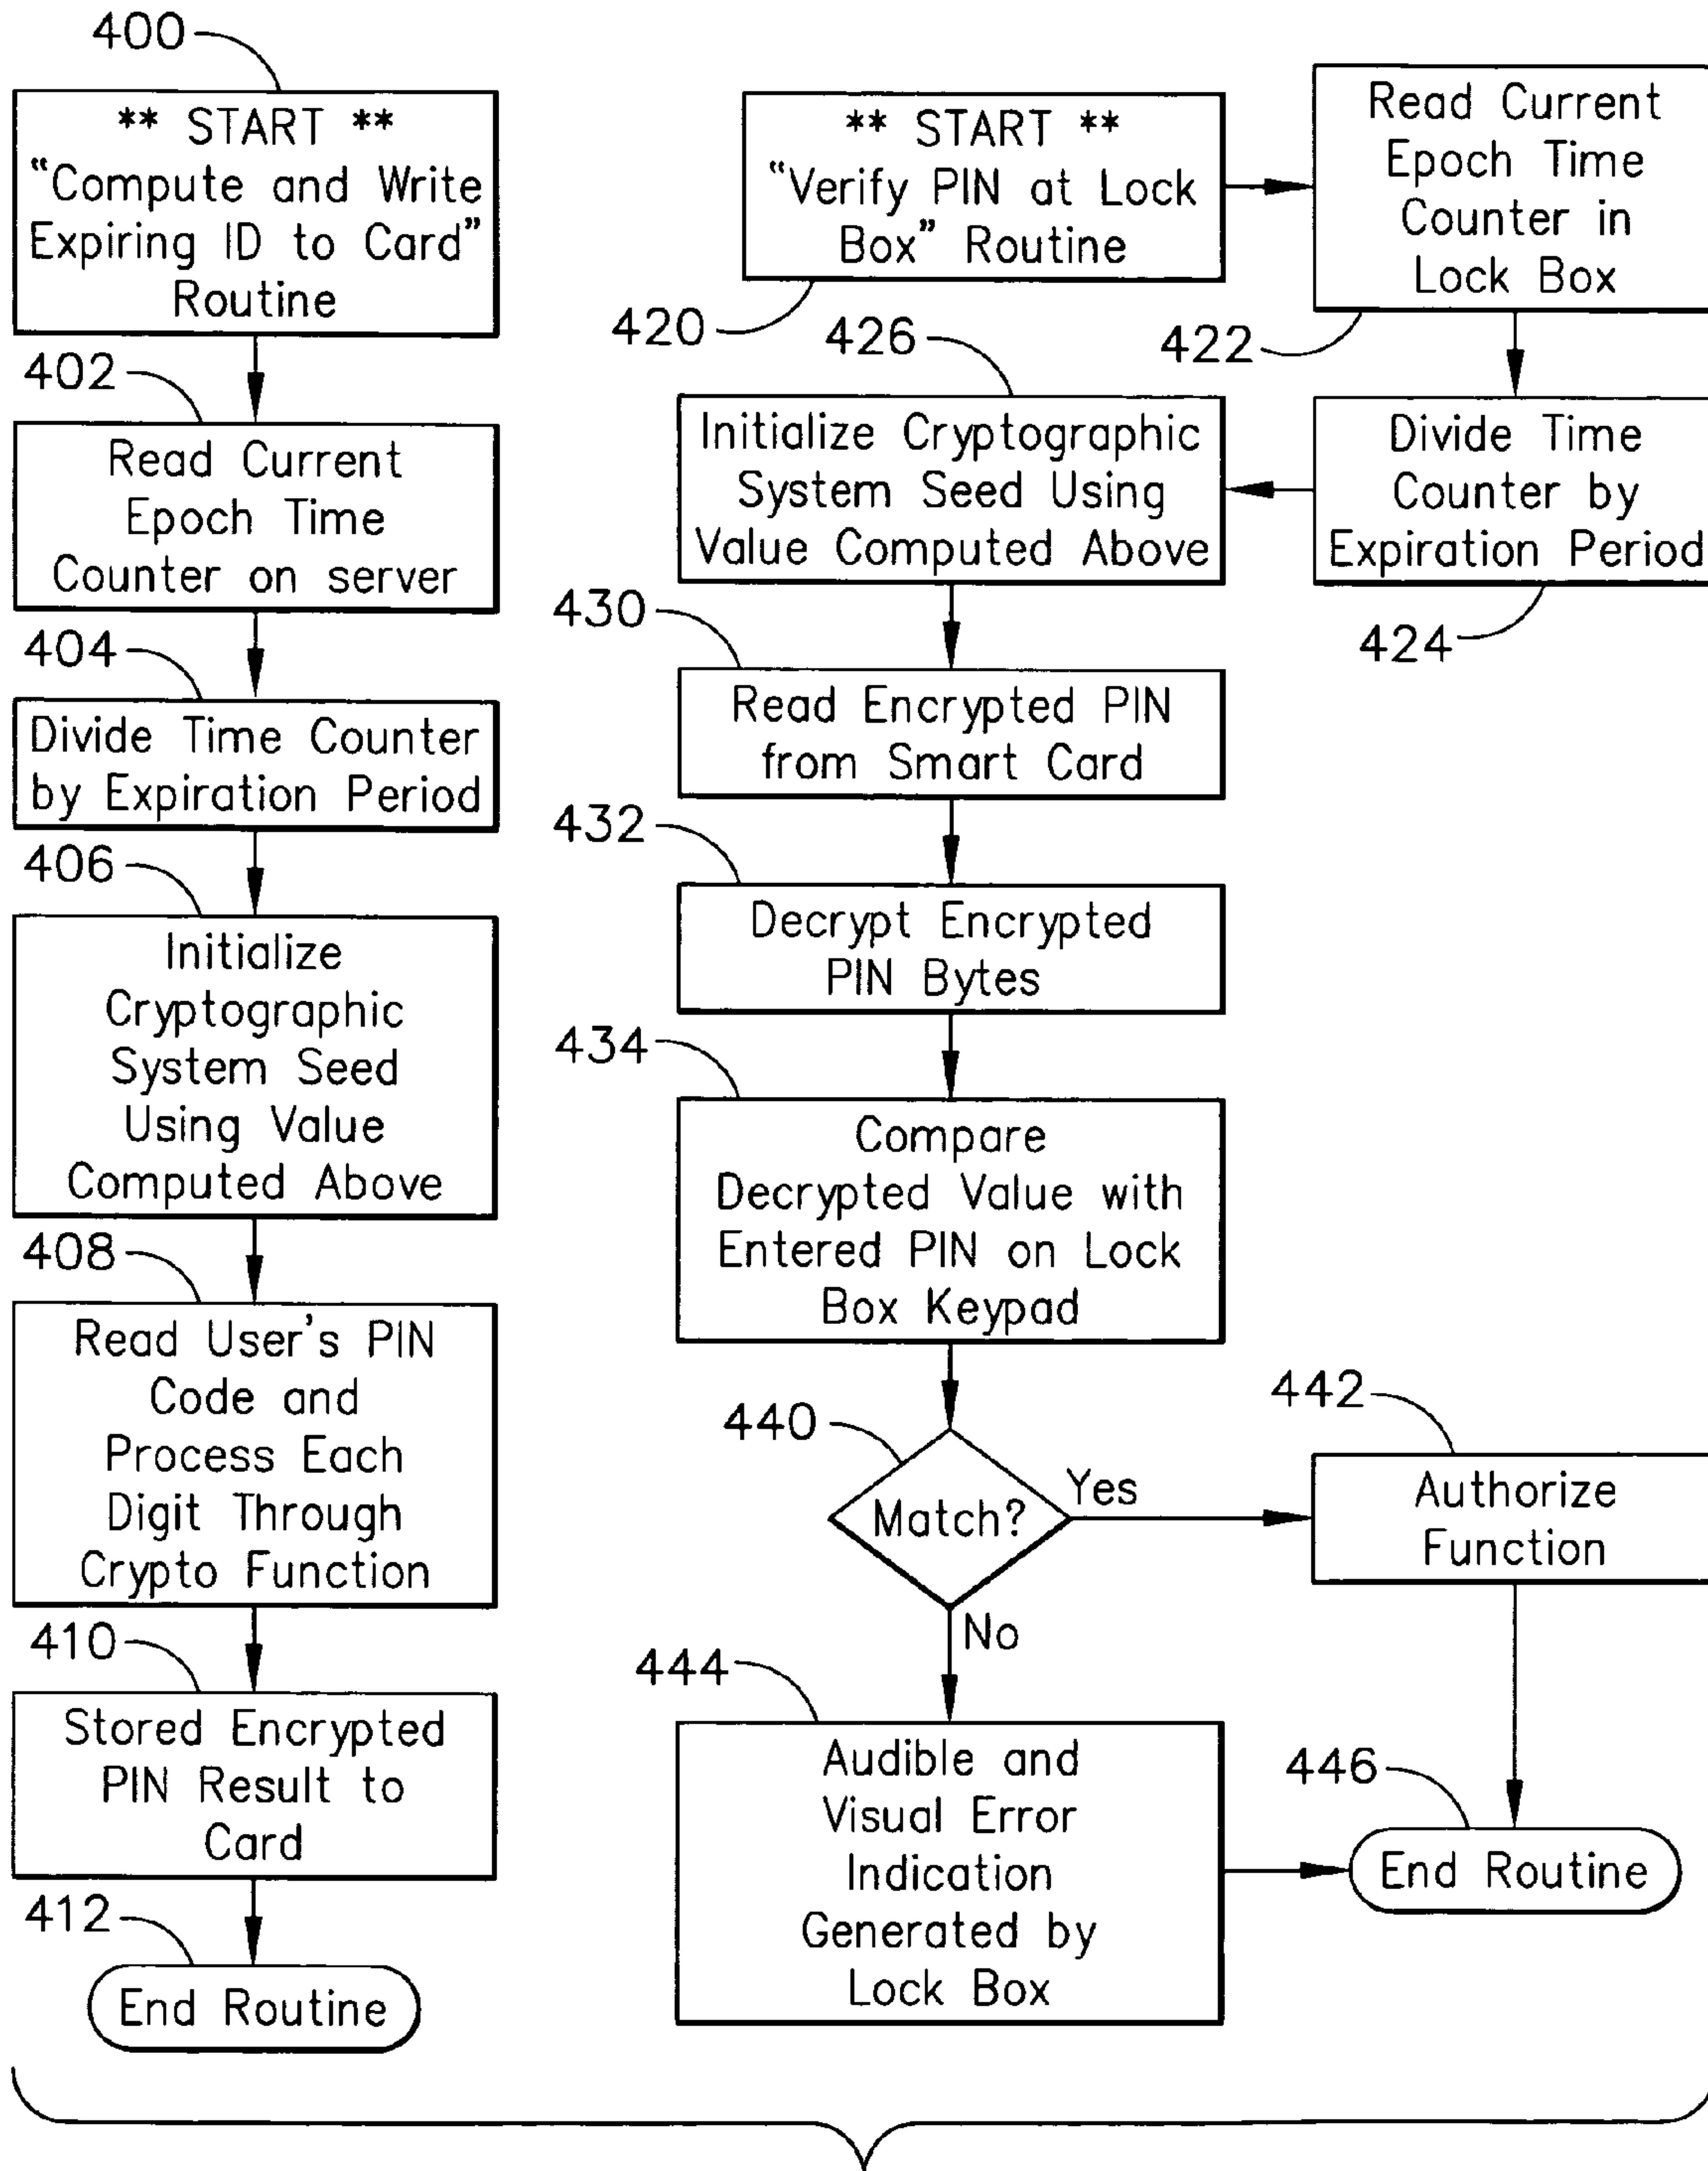 400
** START **
“Compute and Write
Expiring ID to Card”
Routine
402
Read Current
Epoch Time
Counter on server
404
Divide Time Counter
by Expiration Period
406
Initialize
Cryptographic
System Seed
Using Value
Computed Above
408
Read User's PIN
Code and
Process Each
Digit Through
Crypto Function
410
Stored Encrypted
PIN Result to
Card
412
End Routine
** START **
“Verify PIN at Lock
Box” Routine
420
Read Current
Epoch Time
Counter in
Lock Box
422
Divide Time
Counter by
Expiration Period
424
426
Initialize Cryptographic
System Seed Using
Value Computed Above
430
Read Encrypted PIN
from Smart Card
432
Decrypt Encrypted
PIN Bytes
434
Compare
Decrypted Value with
Entered PIN on Lock
Box Keypad
440
Match?
Yes
442
Authorize
Function
No
444
Audible and
Visual Error
Indication
Generated by
Lock Box
446
End Routine